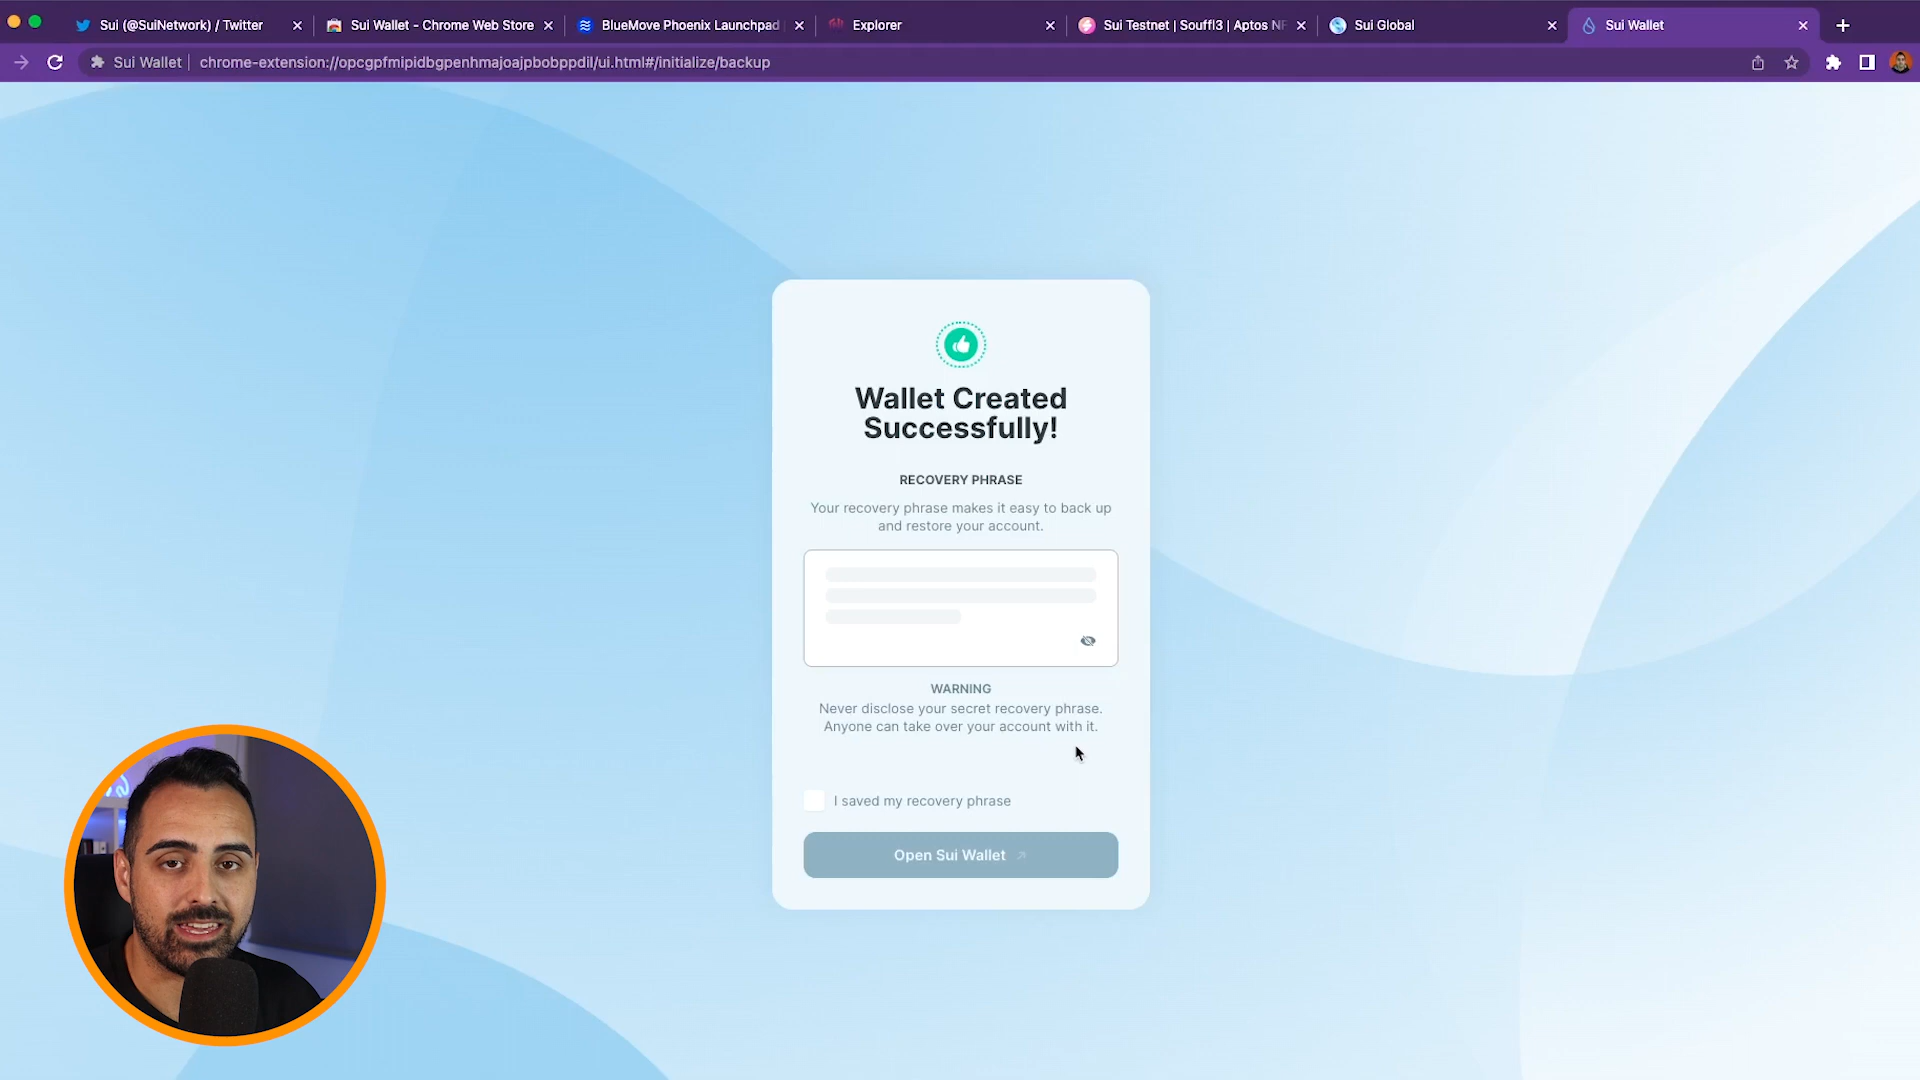 Sui (@SuiNetwork) / Twitter
Sui Wallet - Chrome Web Store
BlueMove Phoenix Launchpad
Explorer
Sui Testnet | Souffl3 | Aptos NF
Sui Global
Sui Wallet
Sui Wallet
chrome-extension://opcgpfmipidbgpenhmajoajpbobppdil/ui.html#/initialize/backup
Wallet Created
Successfully!
RECOVERY PHRASE
Your recovery phrase makes it easy to back up
and restore your account.
WARNING
Never disclose your secret recovery phrase.
Anyone can take over your account with it.
I saved my recovery phrase
Open Sui Wallet